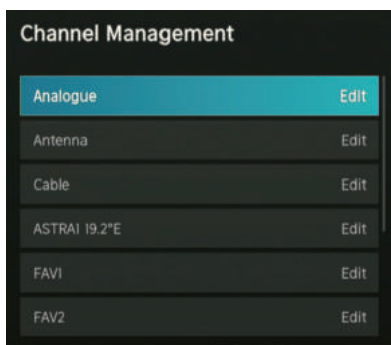 Channel Management
Analogue Edit
Antenna Edit
Cable Edit
ASTRA1 19.2°E Edit
FAV1 Edit
FAV2 Edit